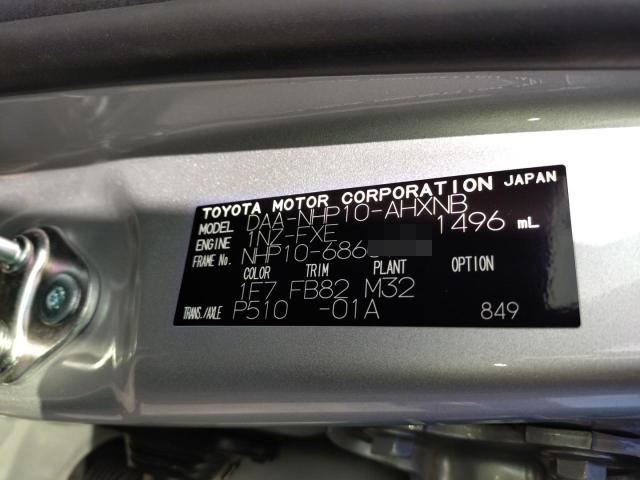 TOYOTA MOTOR CORPORATION JAPAN
MODEL DAA-NHP10-AHXNB
ENGINE 1NZ-FXE 1496 mL
FRAME No. NHP10-686
COLOR TRIM PLANT OPTION
1F7 FB82 M32
TRANS./AXLE P510 -01A 849